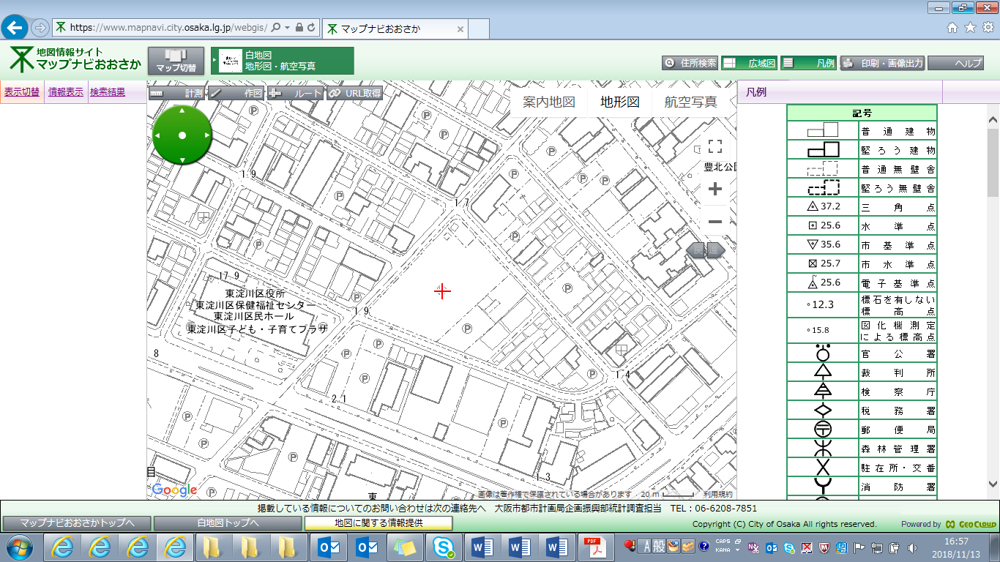 https://www.mapnavi.city.osaka.lg.jp/webgis/
マップナビおおさか
地図情報サイト
マップナビおおさか
マップ切替
白地図
地形図・航空写真
住所検索
広域図
凡例
印刷・画像出力
ヘルプ
表示切替
情報表示
検索結果
計測
作図
ルート
URL取得
案内地図
地形図
航空写真
凡例
豊北公園
1.9
1.7
17.9
東淀川区役所
東淀川区保健福祉センター
東淀川区民ホール
東淀川区子ども・子育てプラザ
1.9
8
2.1
1.4
1.3
目
東
戻
進
P
Google
画像は著作権で保護されている場合があります
20 m
利用規約
記号
普通建物
堅ろう建物
普通無壁舎
堅ろう無壁舎
37.2 三角点
25.6 水準点
35.6 市基準点
25.7 市水準点
25.6 電子基準点
12.3 標石を有しない標高点
15.8 図化機測定による標高点
官公署
裁判所
検察庁
税務署
郵便局
森林管理署
駐在所・交番
消防署
掲載している情報についてのお問い合わせは次の連絡先へ 大阪市都市計画局企画振興部統計調査担当 TEL：06-6208-7851
マップナビおおさかトップへ
白地図トップへ
地図に関する情報提供
Copyright (C) City of Osaka All rights reserved.
Powered by GEOCLOUD
A 般
CAPS
KANA
16:57
2018/11/13